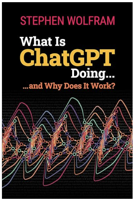 STEPHEN WOLFRAM
What Is
ChatGPT
Doing...
...and Why Does It Work?